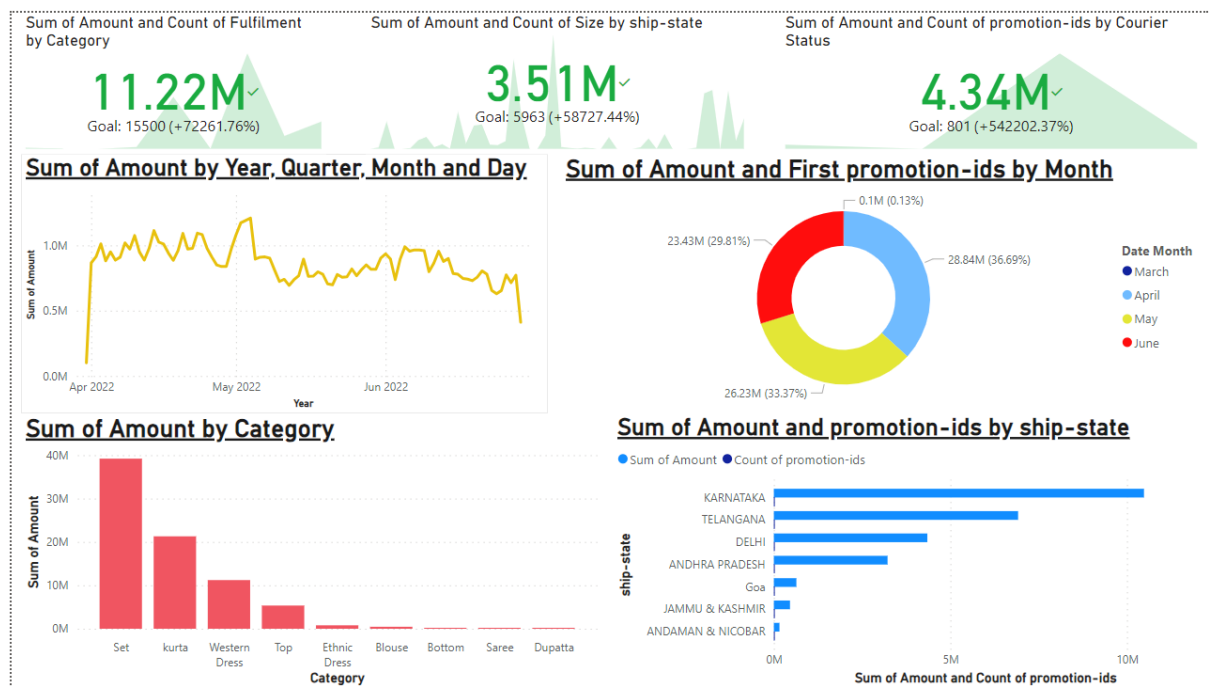 Sum of Amount and Count of Fulfilment
by Category
11.22M
Goal: 15500 (+72261.76%)
Sum of Amount and Count of Size by ship-state
3.51M
Goal: 5963 (+58727.44%)
Sum of Amount and Count of promotion-ids by Courier
Status
4.34M
Goal: 801 (+542202.37%)
Sum of Amount by Year, Quarter, Month and Day
Sum of Amount
1.0M
0.5M
0.0M
Apr 2022
May 2022
Jun 2022
Year
Sum of Amount and First promotion-ids by Month
0.1M (0.13%)
23.43M (29.81%)
28.84M (36.69%)
26.23M (33.37%)
Date Month
March
April
May
June
Sum of Amount by Category
Sum of Amount
40M
30M
20M
10M
0M
Set
kurta
Western
Dress
Top
Ethnic
Dress
Blouse
Bottom
Saree
Dupatta
Category
Sum of Amount and promotion-ids by ship-state
Sum of Amount
Count of promotion-ids
ship-state
KARNATAKA
TELANGANA
DELHI
ANDHRA PRADESH
Goa
JAMMU & KASHMIR
ANDAMAN & NICOBAR
0M
5M
10M
Sum of Amount and Count of promotion-ids